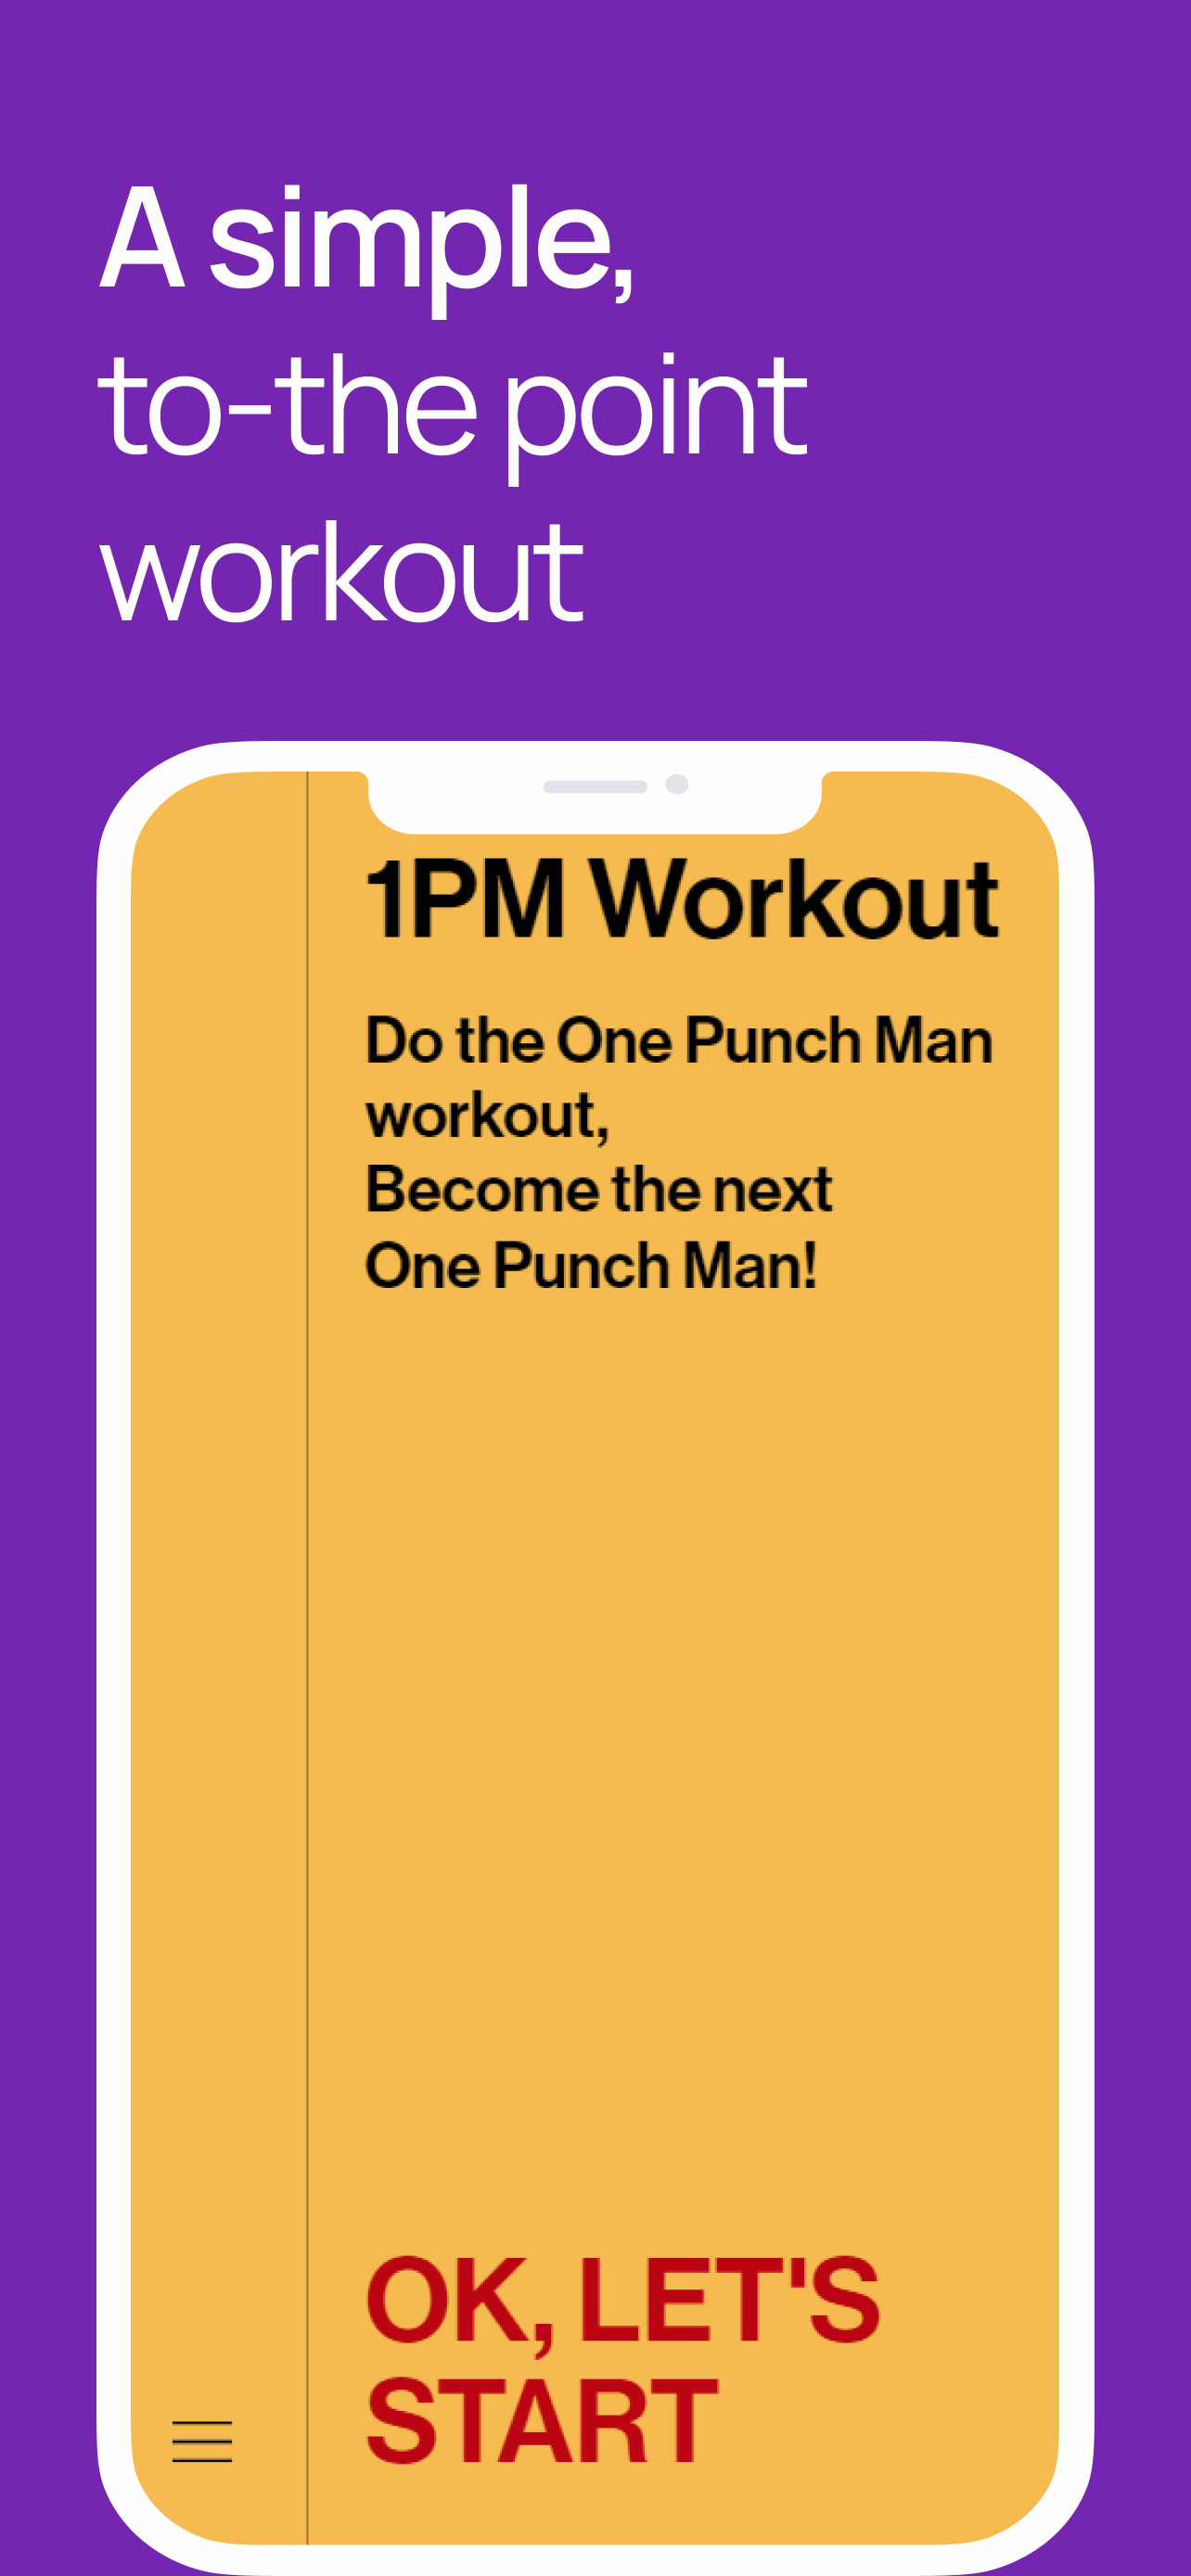 A simple,
to-the point
workout
1PM Workout
Do the One Punch Man
workout,
Become the next
One Punch Man!
OK, LET'S
START